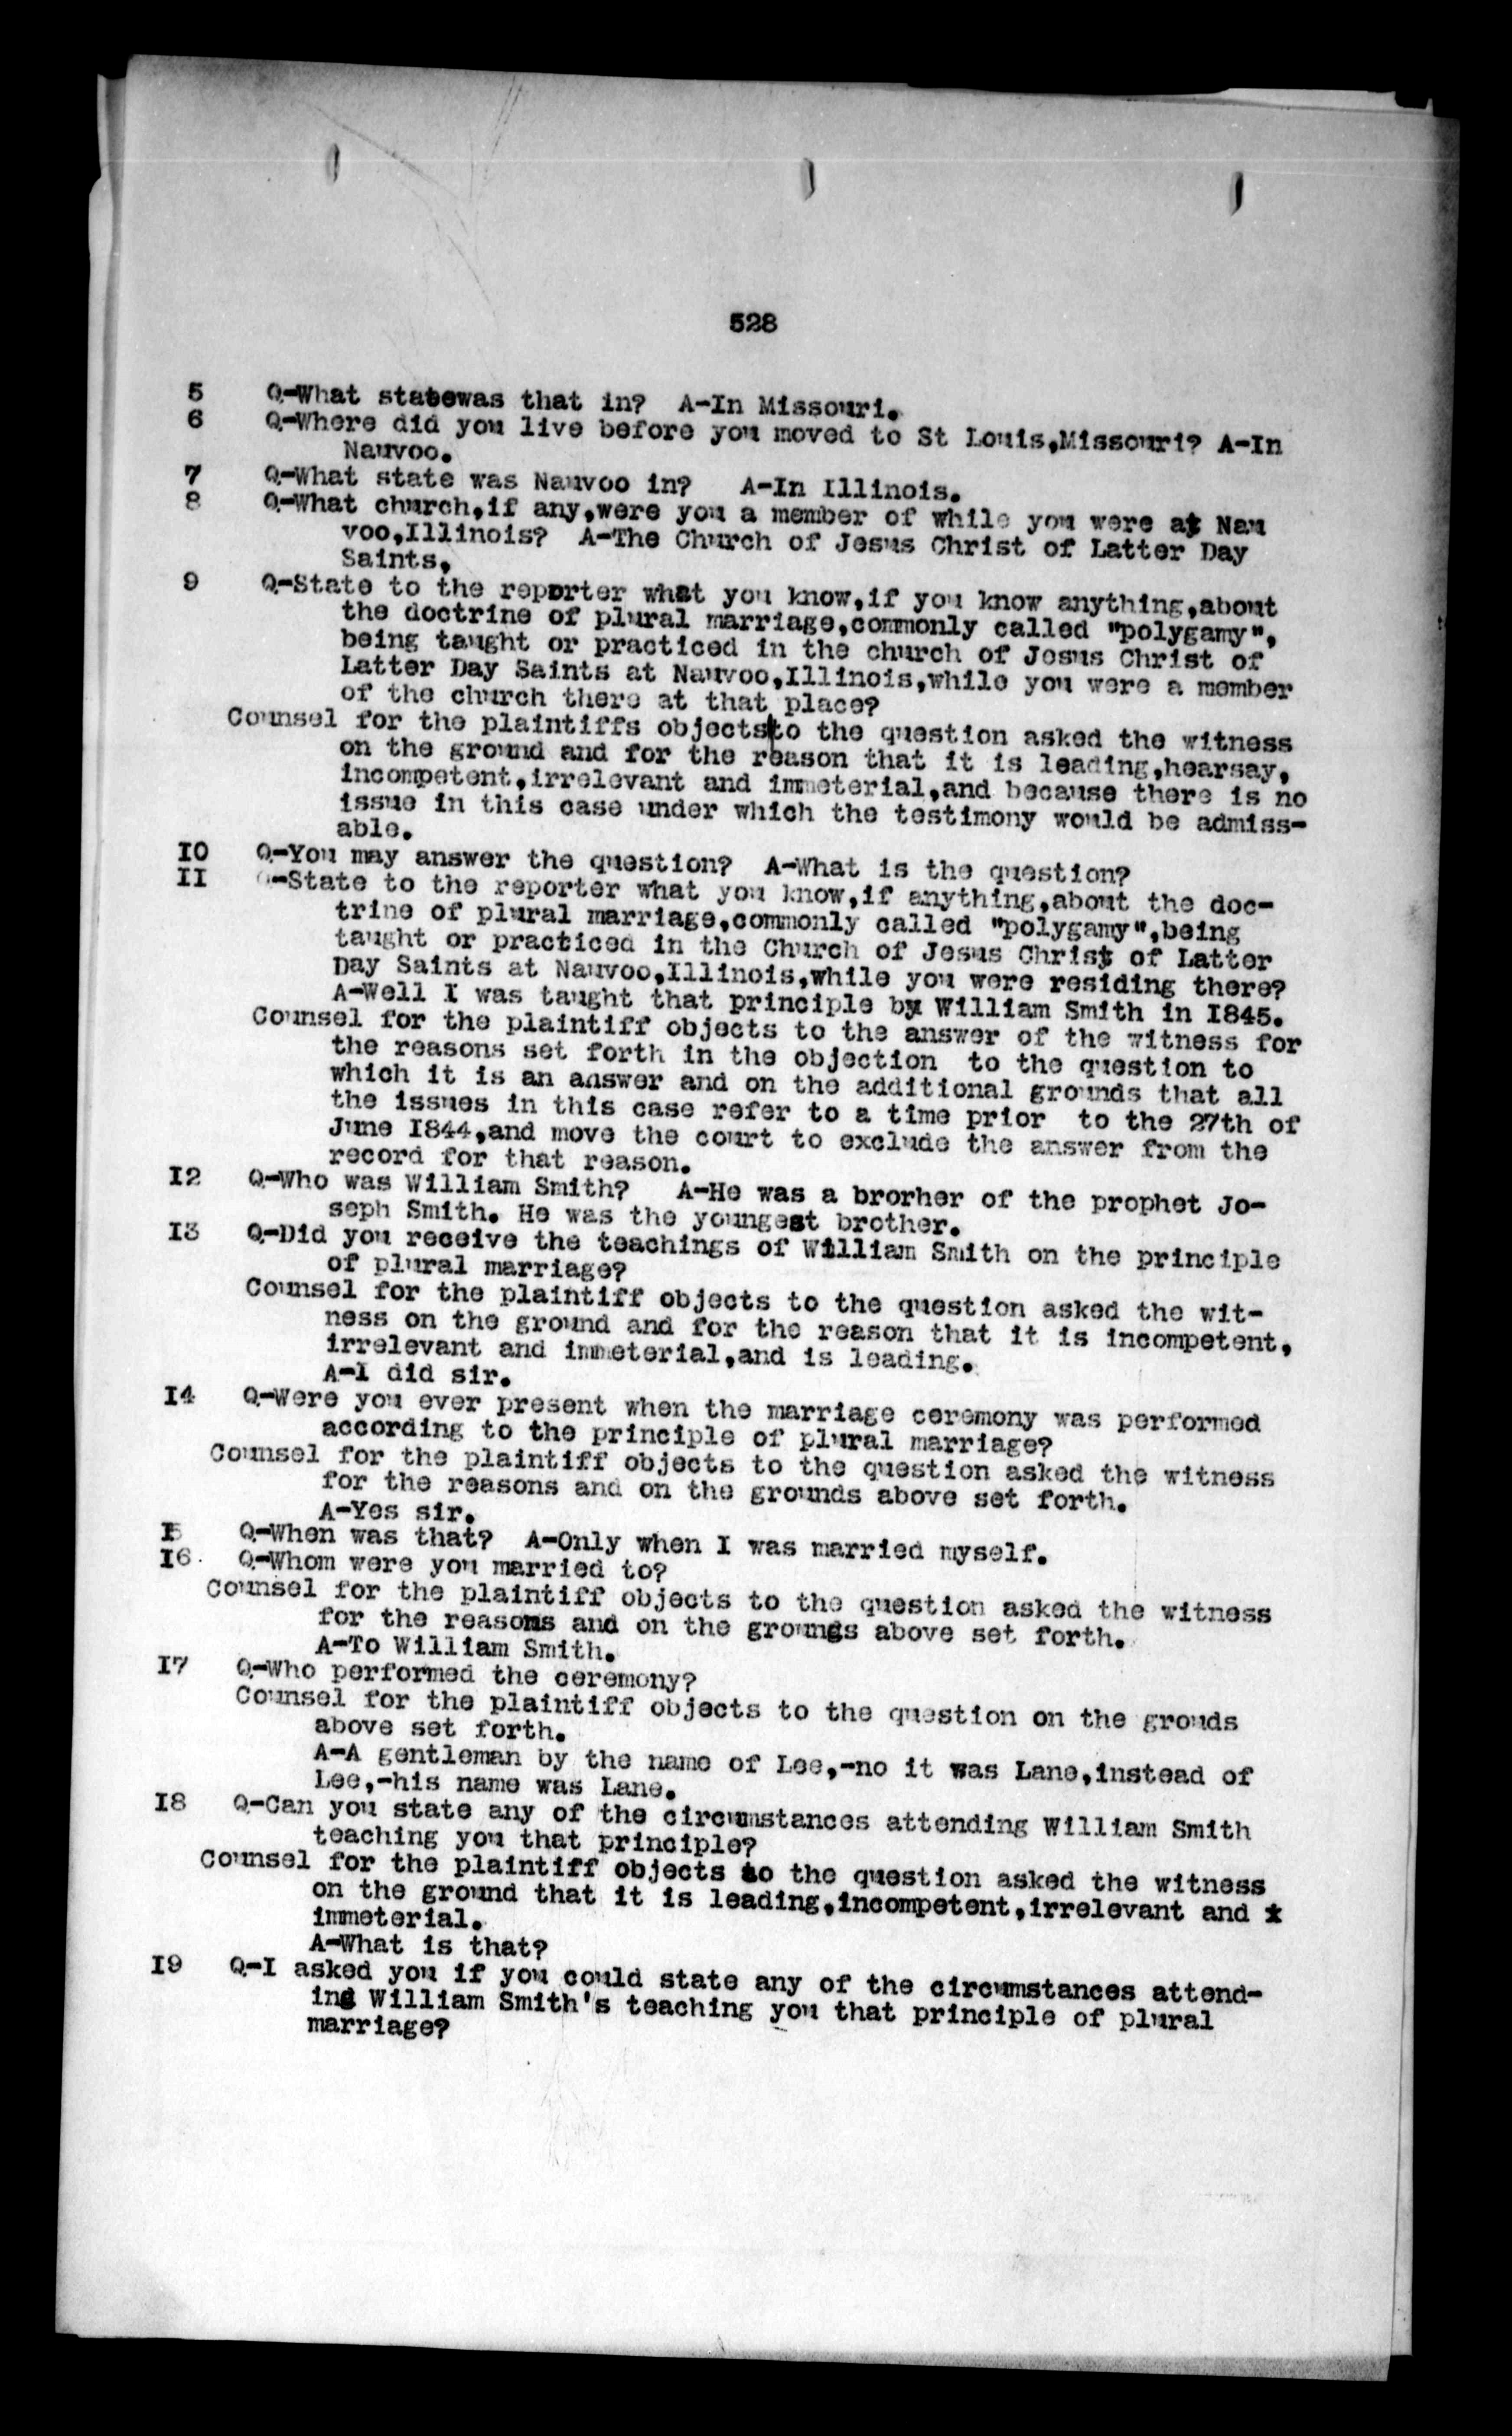 528
5 Q-What statewas that in? A-In Missouri.
6 Q-Where did you live before you moved to St Louis,Missouri? A-In
Nauvoo.
7 Q-What state was Nauvoo in? A-In Illinois.
8 Q-What church,if any,were you a member of while you were at Nau
voo,Illinois? A-The Church of Jesus Christ of Latter Day
Saints,
9 Q-State to the reporter what you know,if you know anything,about
the doctrine of plural marriage,commonly called "polygamy",
being taught or practiced in the church of Jesus Christ of
Latter Day Saints at Nauvoo,Illinois,while you were a member
of the church there at that place?
Counsel for the plaintiffs objects to the question asked the witness
on the ground and for the reason that it is leading,hearsay,
incompetent,irrelevant and immeterial,and because there is no
issue in this case under which the testimony would be admiss-
able.
I0 Q-You may answer the question? A-What is the question?
II Q-State to the reporter what you know,if anything,about the doc-
trine of plural marriage,commonly called "polygamy",being
taught or practiced in the Church of Jesus Christ of Latter
Day Saints at Nauvoo,Illinois,while you were residing there?
A-Well I was taught that principle by William Smith in I845.
Counsel for the plaintiff objects to the answer of the witness for
the reasons set forth in the objection to the question to
which it is an answer and on the additional grounds that all
the issues in this case refer to a time prior to the 27th of
June I844,and move the court to exclude the answer from the
record for that reason.
I2 Q-Who was William Smith? A-He was a brorher of the prophet Jo-
seph Smith. He was the youngest brother.
I3 Q-Did you receive the teachings of William Smith on the principle
of plural marriage?
Counsel for the plaintiff objects to the question asked the wit-
ness on the ground and for the reason that it is incompetent,
irrelevant and immeterial,and is leading.
A-I did sir.
I4 Q-Were you ever present when the marriage ceremony was performed
according to the principle of plural marriage?
Counsel for the plaintiff objects to the question asked the witness
for the reasons and on the grounds above set forth.
A-Yes sir.
I5 Q-When was that? A-Only when I was married myself.
I6. Q-Whom were you married to?
Counsel for the plaintiff objects to the question asked the witness
for the reasons and on the grounds above set forth.
A-To William Smith.
I7 Q-Who performed the ceremony?
Counsel for the plaintiff objects to the question on the grouds
above set forth.
A-A gentleman by the name of Lee,-no it was Lane,instead of
Lee,-his name was Lane.
I8 Q-Can you state any of the circumstances attending William Smith
teaching you that principle?
Counsel for the plaintiff objects to the question asked the witness
on the ground that it is leading,incompetent,irrelevant and
immeterial.
A-What is that?
I9 Q-I asked you if you could state any of the circumstances attend-
ing William Smith's teaching you that principle of plural
marriage?